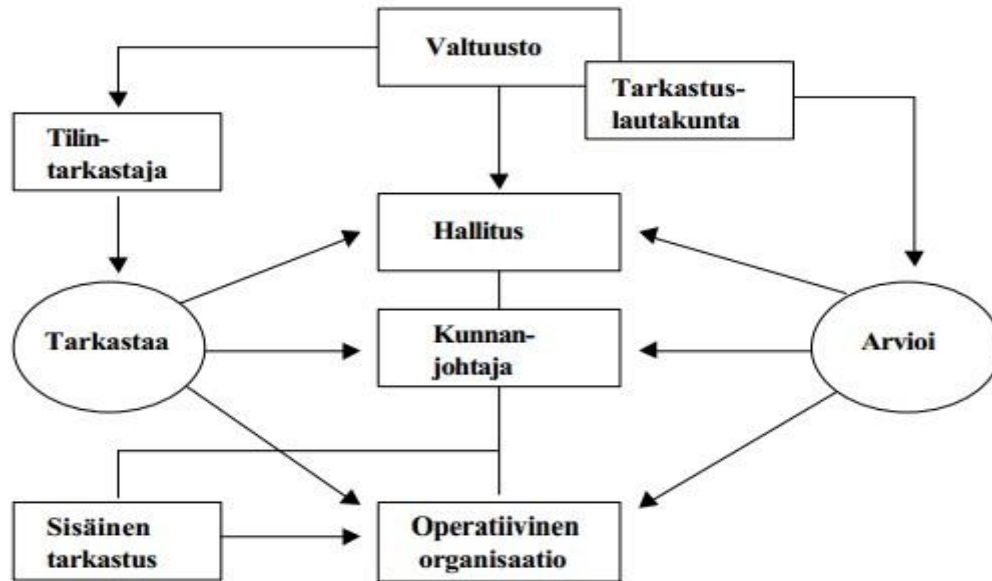 Valtuusto
Tarkastus-
lautakunta
Tilin-
tarkastaja
Hallitus
Tarkastaa
Kunnan-
johtaja
Arvioi
Sisäinen
tarkastus
Operatiivinen
organisaatio